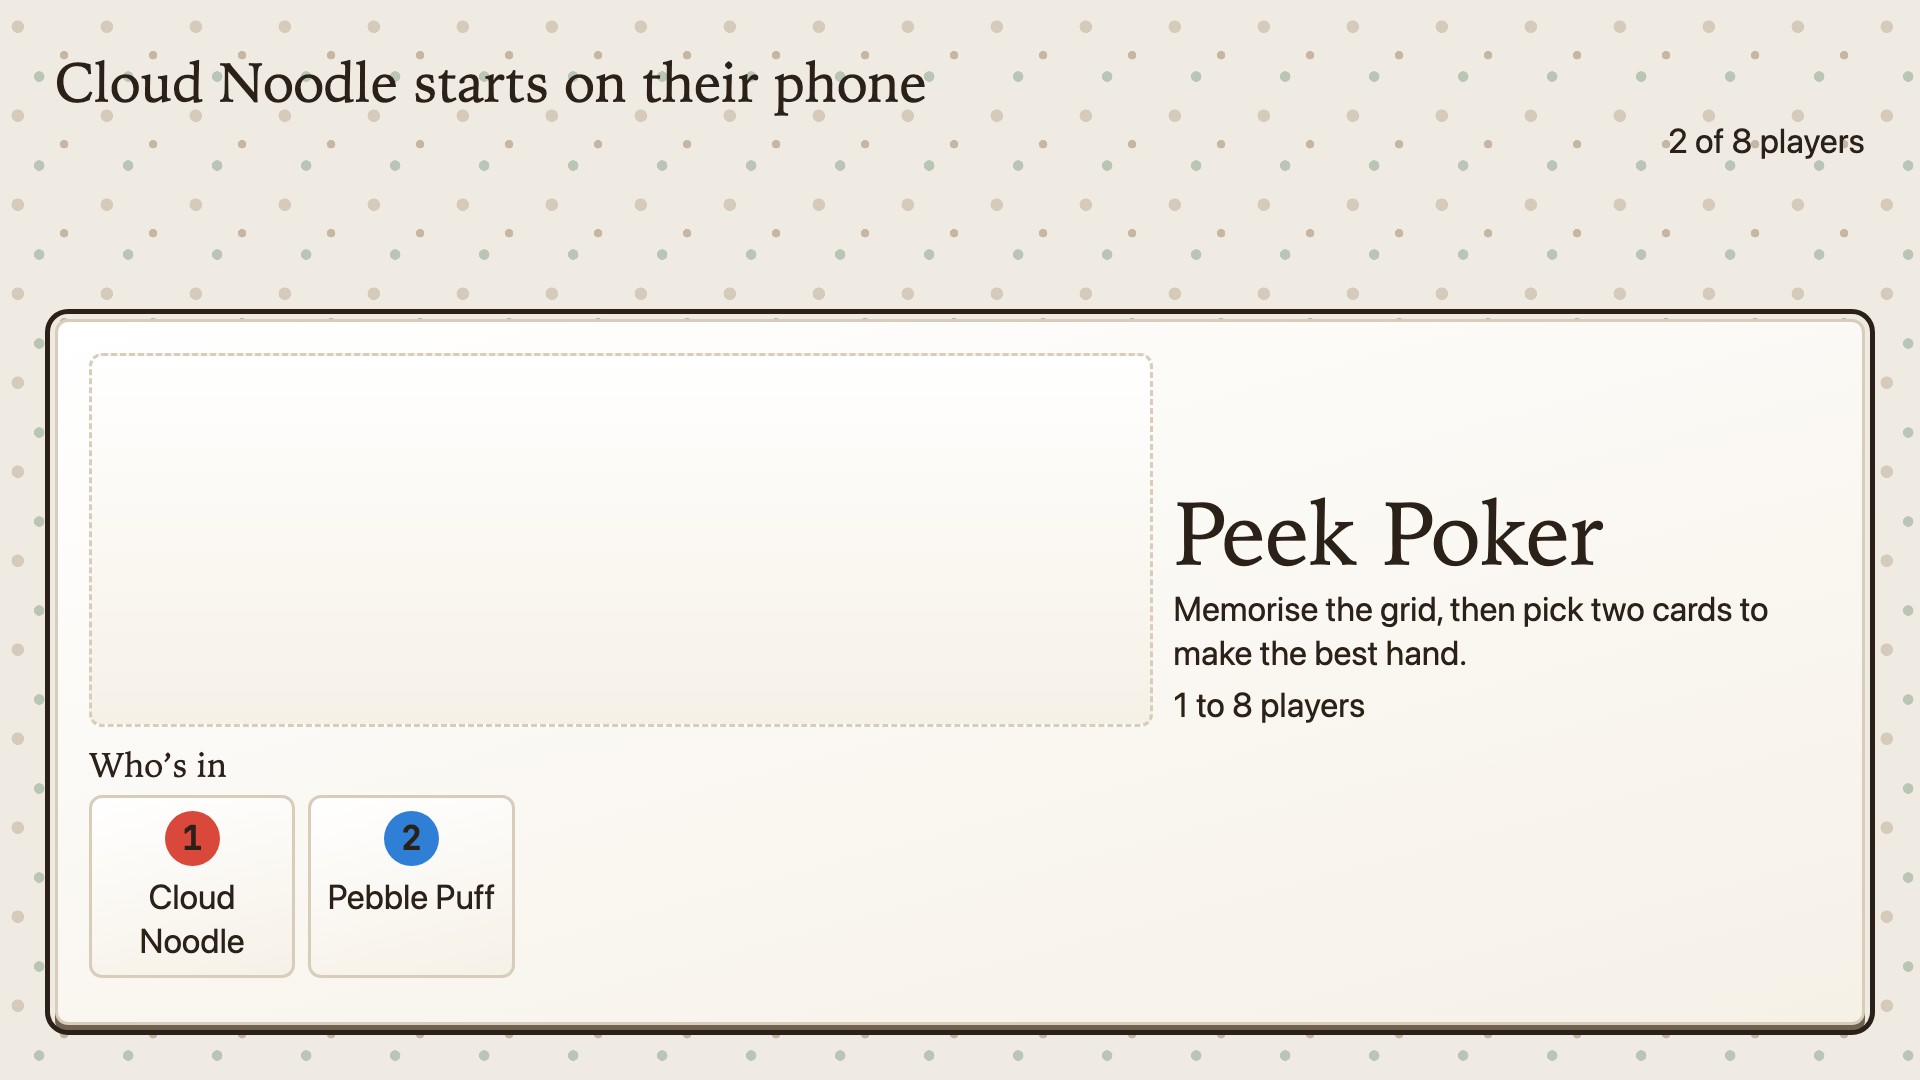 Cloud Noodle starts on their phone
2 of 8 players
Peek Poker
Memorise the grid, then pick two cards to
make the best hand.
1 to 8 players
Who’s in
1
Cloud
Noodle
2
Pebble Puff